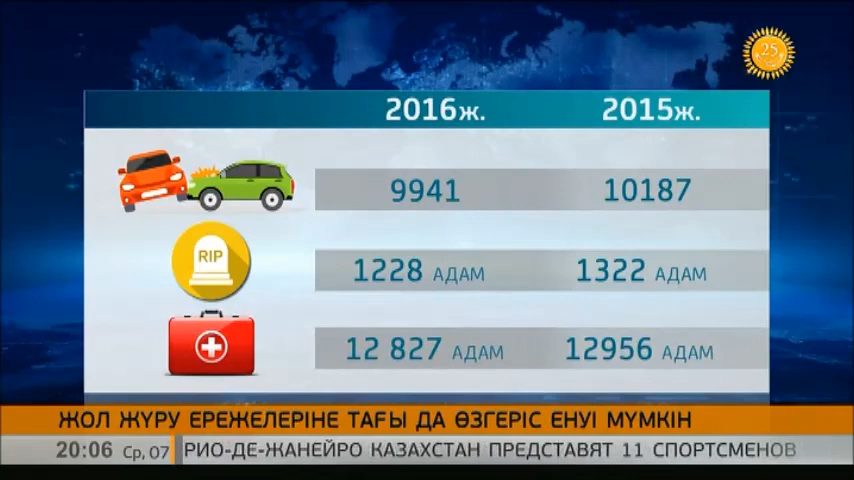 25
2016ж. 2015ж.
9941 10187
RIP
1228 АДАМ 1322 АДАМ
12 827 АДАМ 12956 АДАМ
ЖОЛ ЖҮРУ ЕРЕЖЕЛЕРІНЕ ТАҒЫ ДА ӨЗГЕРІС ЕНУІ МҮМКІН
20:06 Ср, 07 РИО-ДЕ-ЖАНЕЙРО КАЗАХСТАН ПРЕДСТАВЯТ 11 СПОРТСМЕНОВ